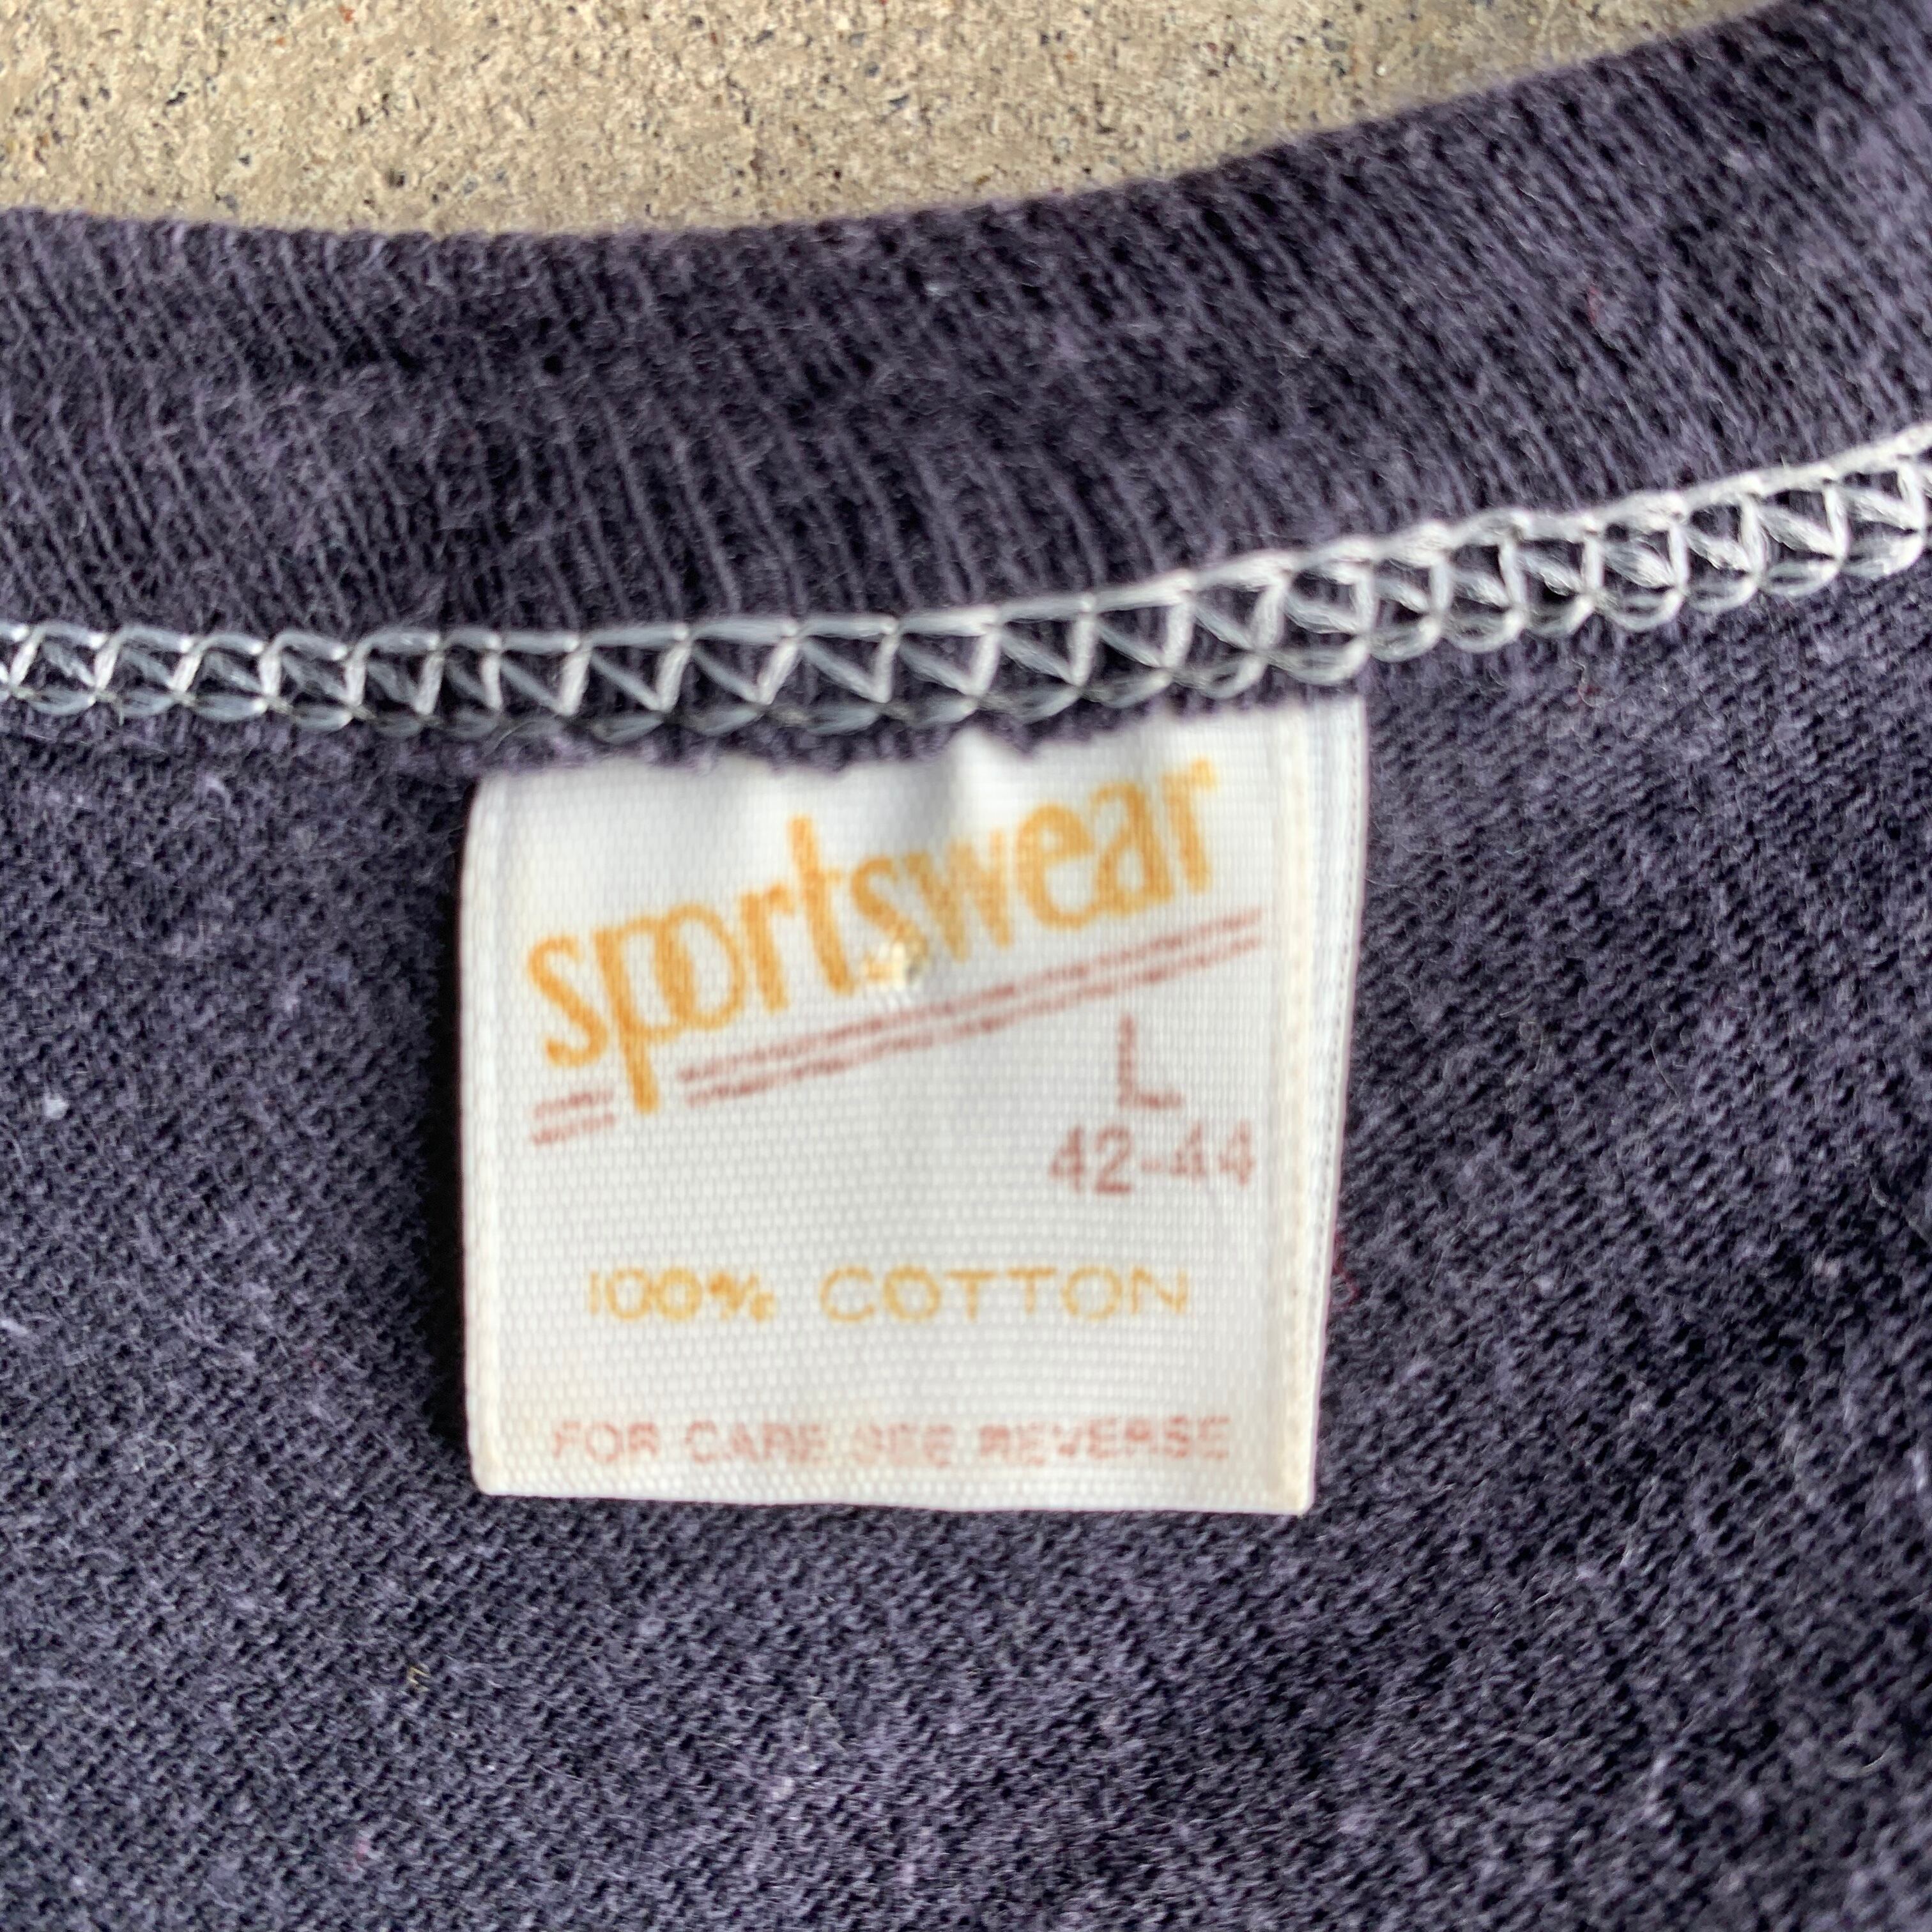 sportswear
L
42-44
100% COTTON
FOR CARE SEE REVERSE